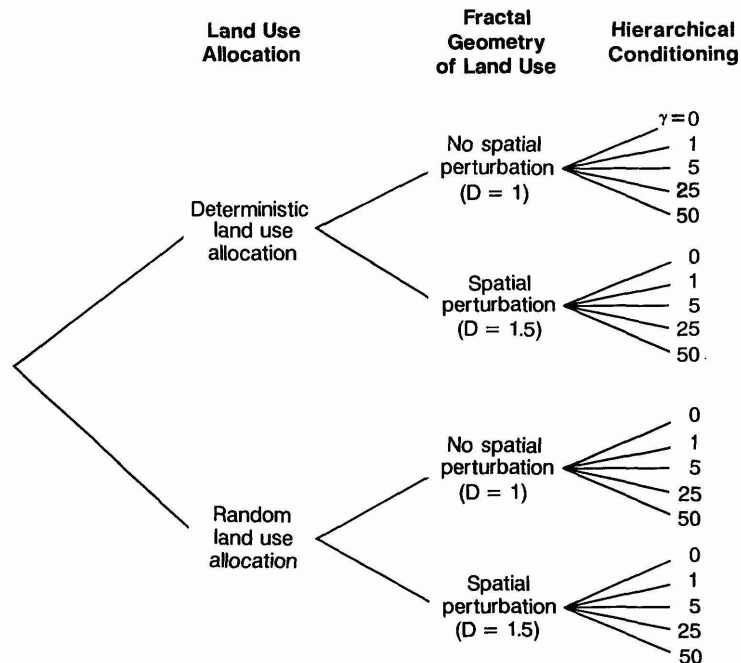 Land Use
Allocation
Fractal
Geometry
of Land Use
Hierarchical
Conditioning
Deterministic
land use
allocation
No spatial
perturbation
(D = 1)
γ=0
1
5
25
50
Spatial
perturbation
(D = 1.5)
0
1
5
25
50
Random
land use
allocation
No spatial
perturbation
(D = 1)
0
1
5
25
50
Spatial
perturbation
(D = 1.5)
0
1
5
25
50